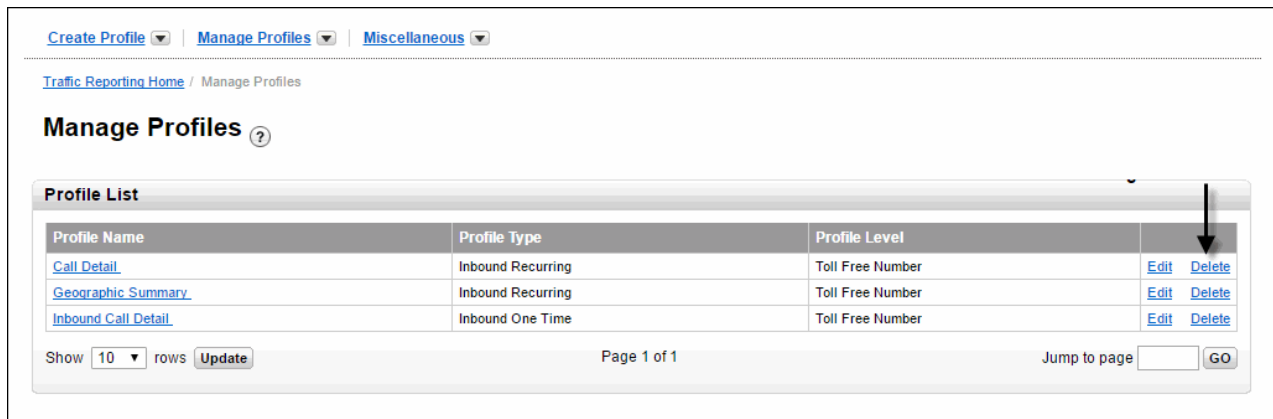 Create Profile Manage Profiles Miscellaneous
Traffic Reporting Home / Manage Profiles
Manage Profiles ?
Profile List
Profile Name Profile Type Profile Level
Call Detail Inbound Recurring Toll Free Number Edit Delete
Geographic Summary Inbound Recurring Toll Free Number Edit Delete
Inbound Call Detail Inbound One Time Toll Free Number Edit Delete
Show 10 rows Update Page 1 of 1 Jump to page GO